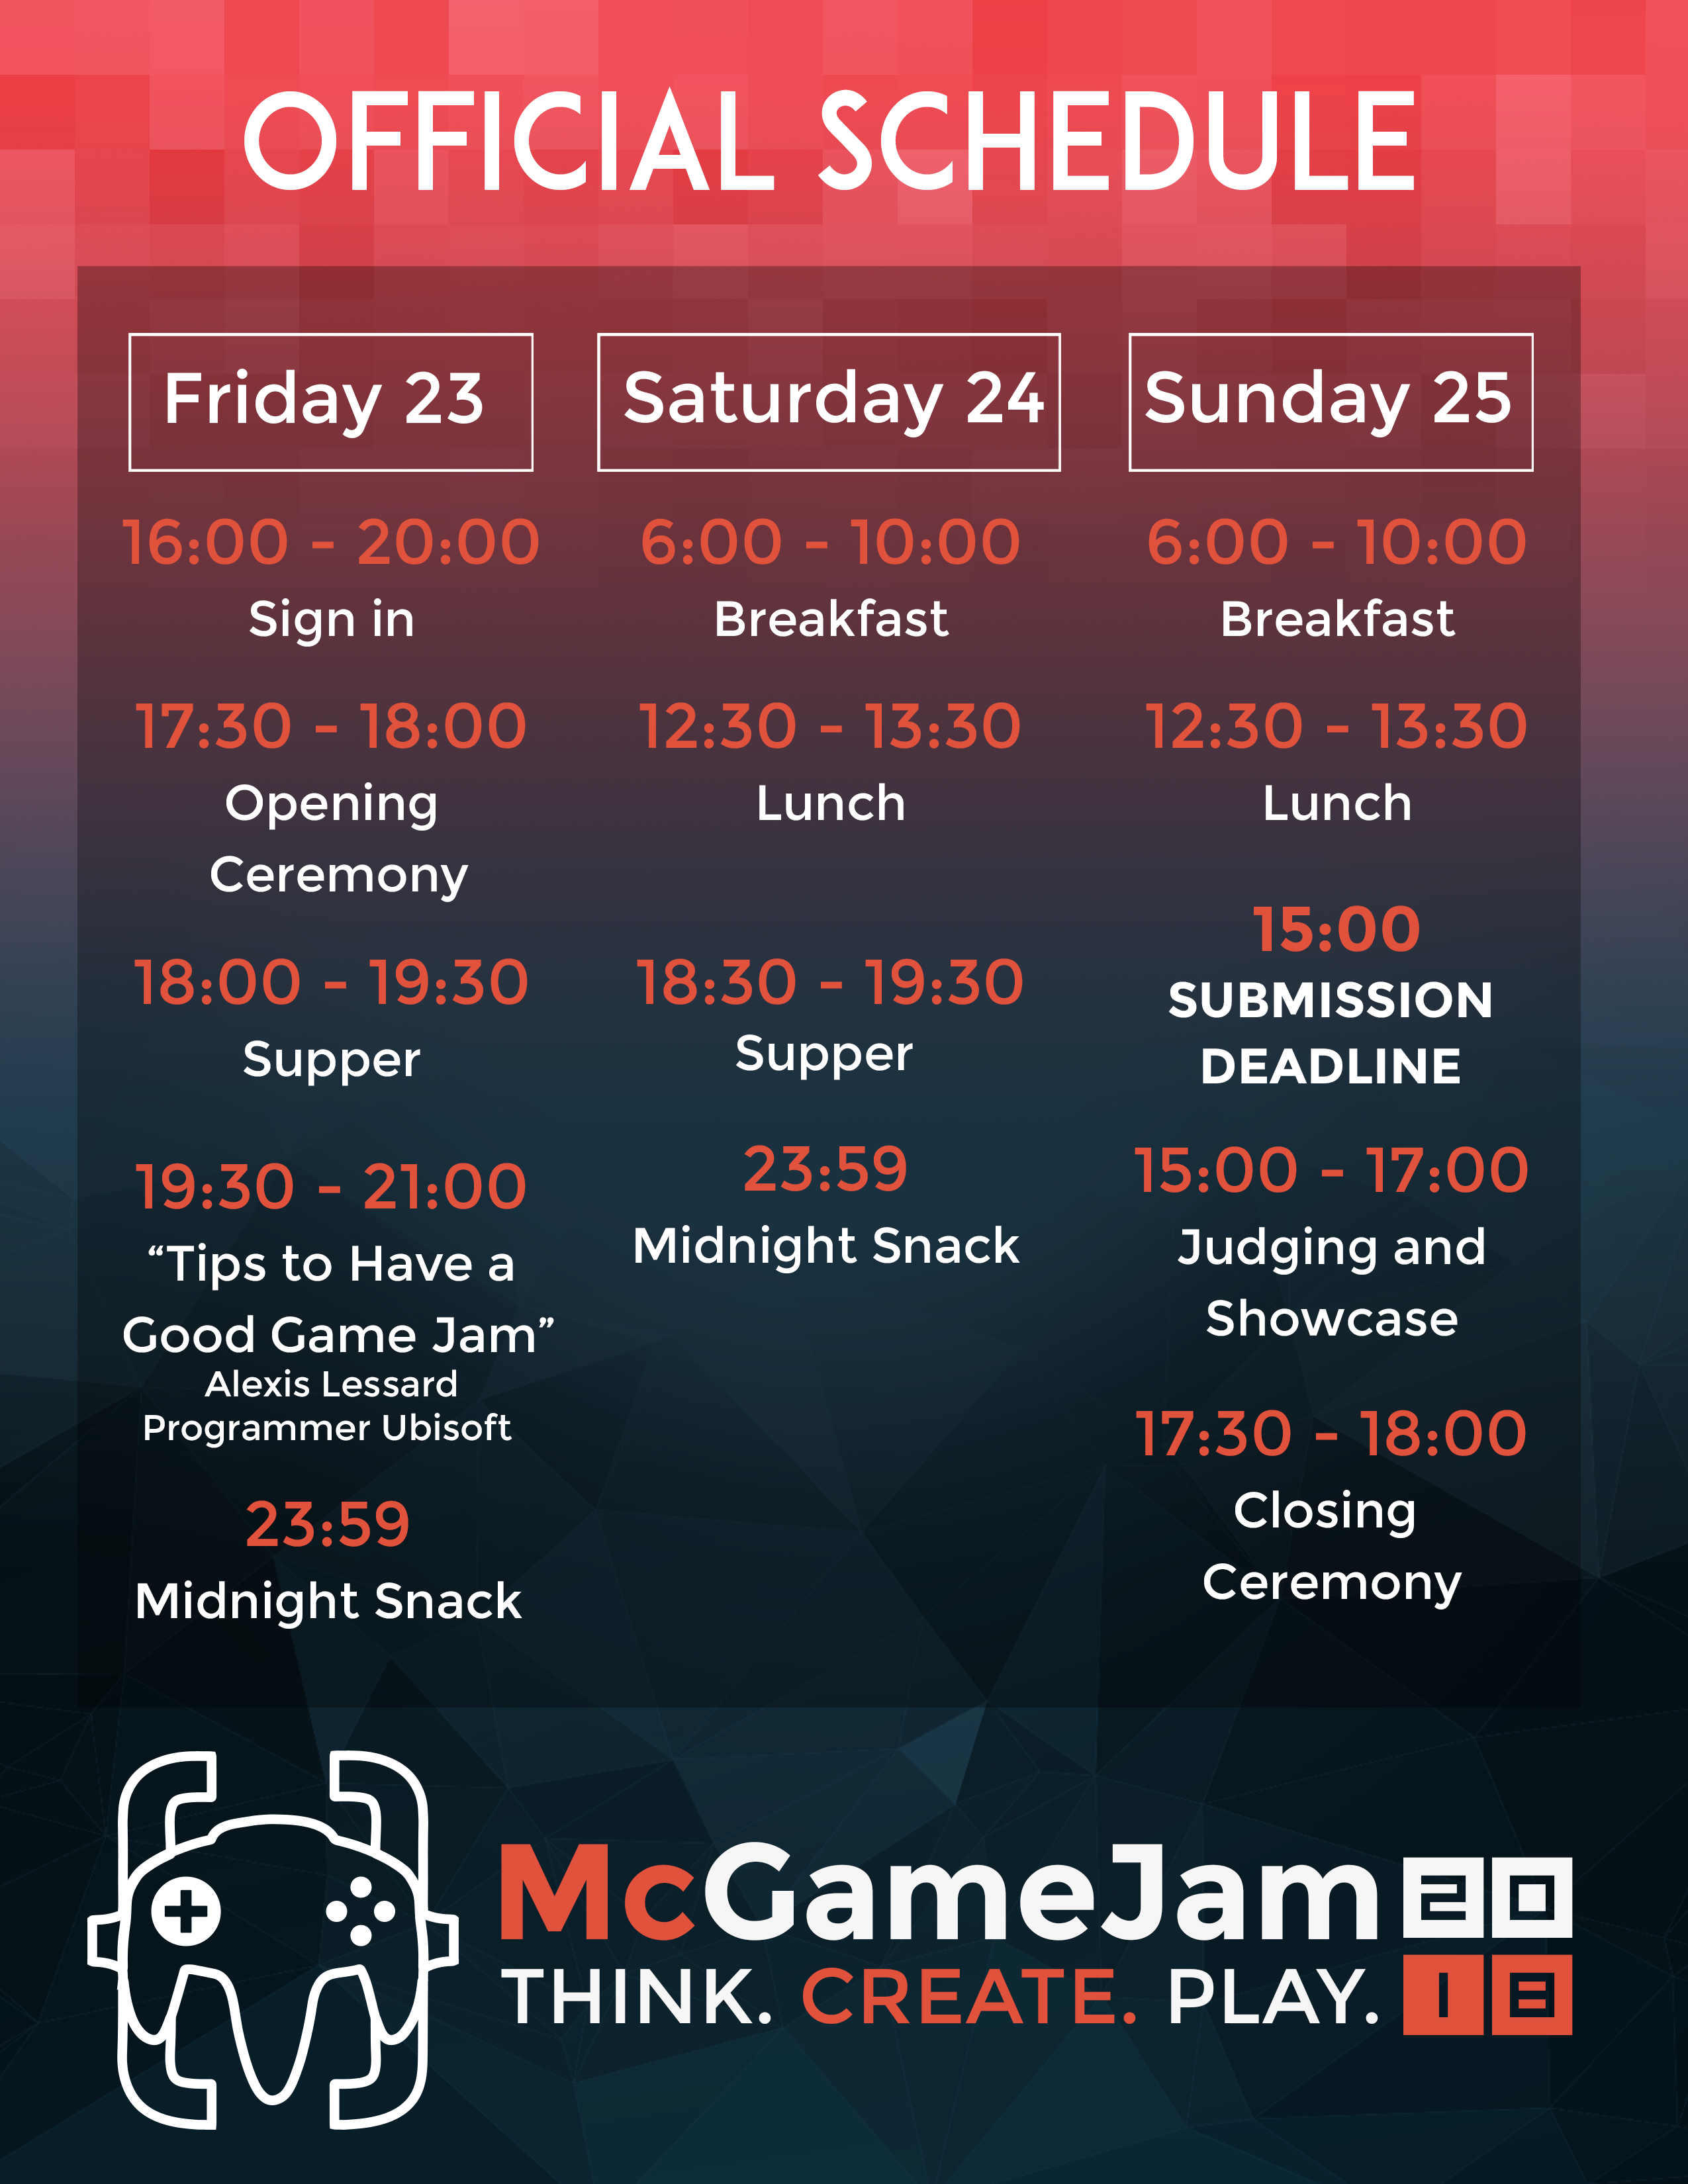 OFFICIAL SCHEDULE
Friday 23
16:00 - 20:00
Sign in
17:30 - 18:00
Opening
Ceremony
18:00 - 19:30
Supper
19:30 - 21:00
“Tips to Have a
Good Game Jam”
Alexis Lessard
Programmer Ubisoft
23:59
Midnight Snack
Saturday 24
6:00 - 10:00
Breakfast
12:30 - 13:30
Lunch
18:30 - 19:30
Supper
23:59
Midnight Snack
Sunday 25
6:00 - 10:00
Breakfast
12:30 - 13:30
Lunch
15:00
SUBMISSION
DEADLINE
15:00 - 17:00
Judging and
Showcase
17:30 - 18:00
Closing
Ceremony
McGameJam
THINK. CREATE. PLAY.
20
18